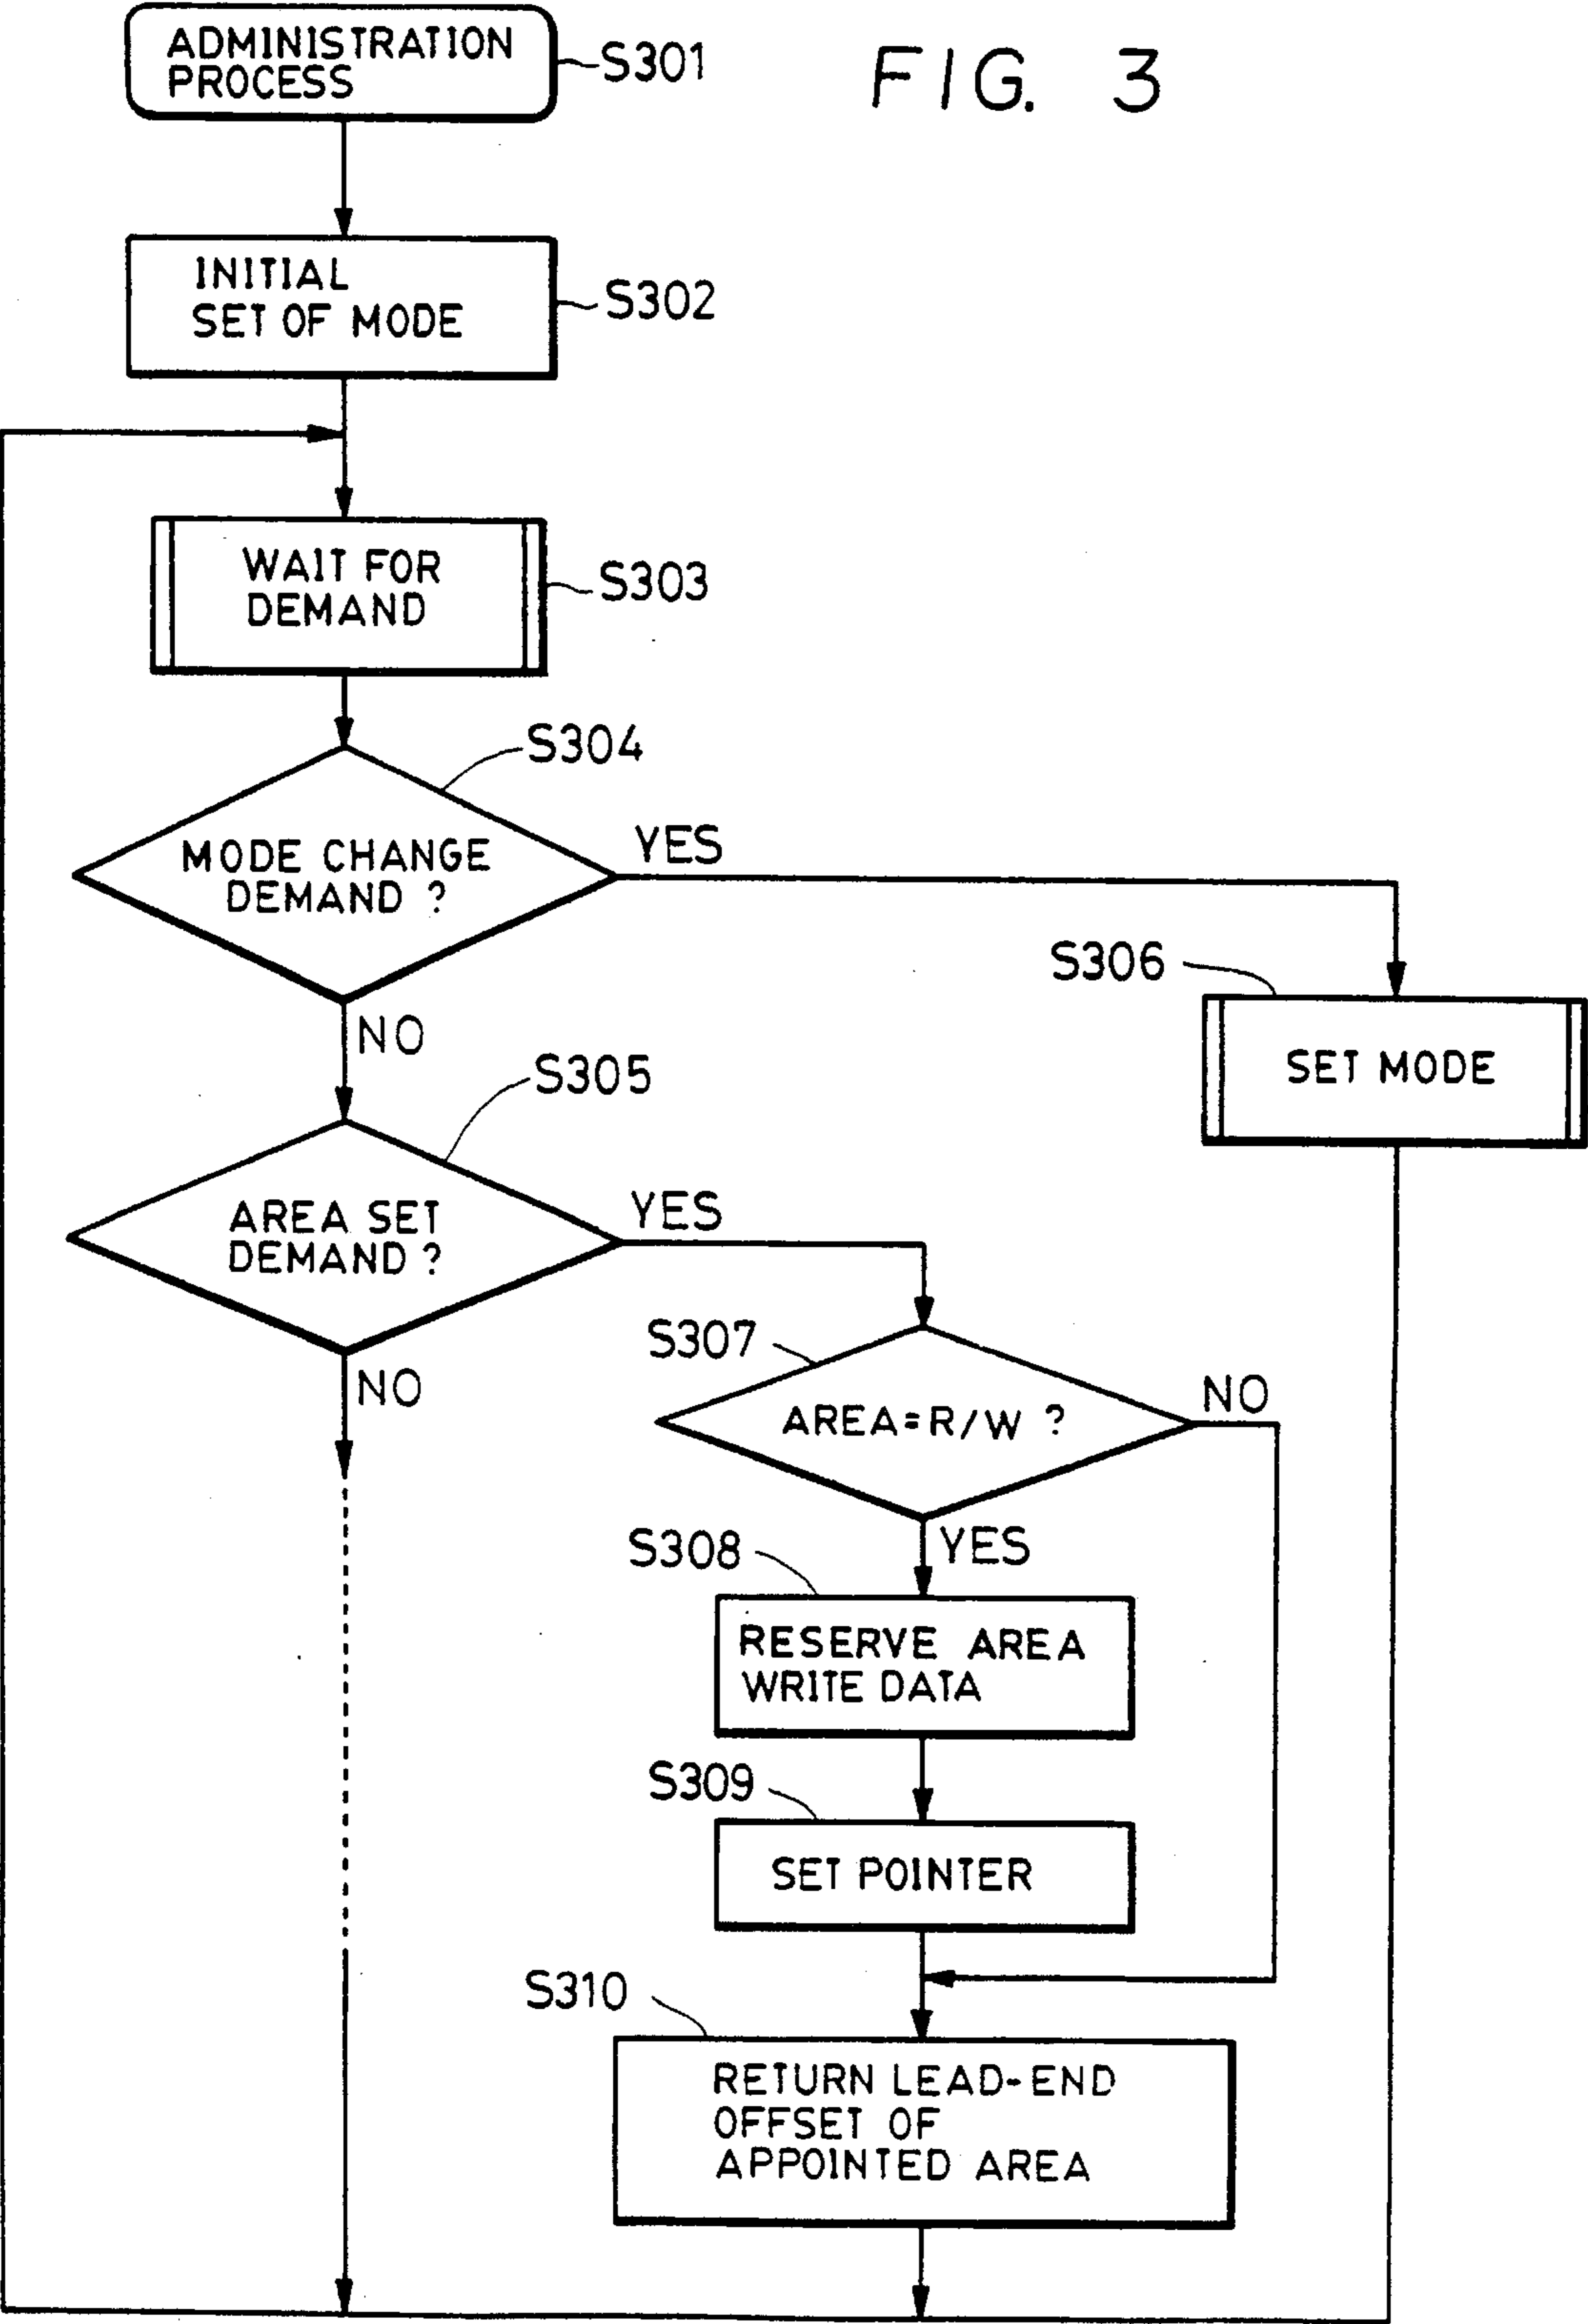 ADMINISTRATION
PROCESS
S301
FIG. 3
INITIAL
SET OF MODE
S302
WAIT FOR
DEMAND
S303
S304
MODE CHANGE
DEMAND ?
YES
NO
S306
SET MODE
S305
AREA SET
DEMAND ?
YES
NO
S307
AREA=R/W ?
NO
YES
S308
RESERVE AREA
WRITE DATA
S309
SET POINTER
S310
RETURN LEAD-END
OFFSET OF
APPOINTED AREA